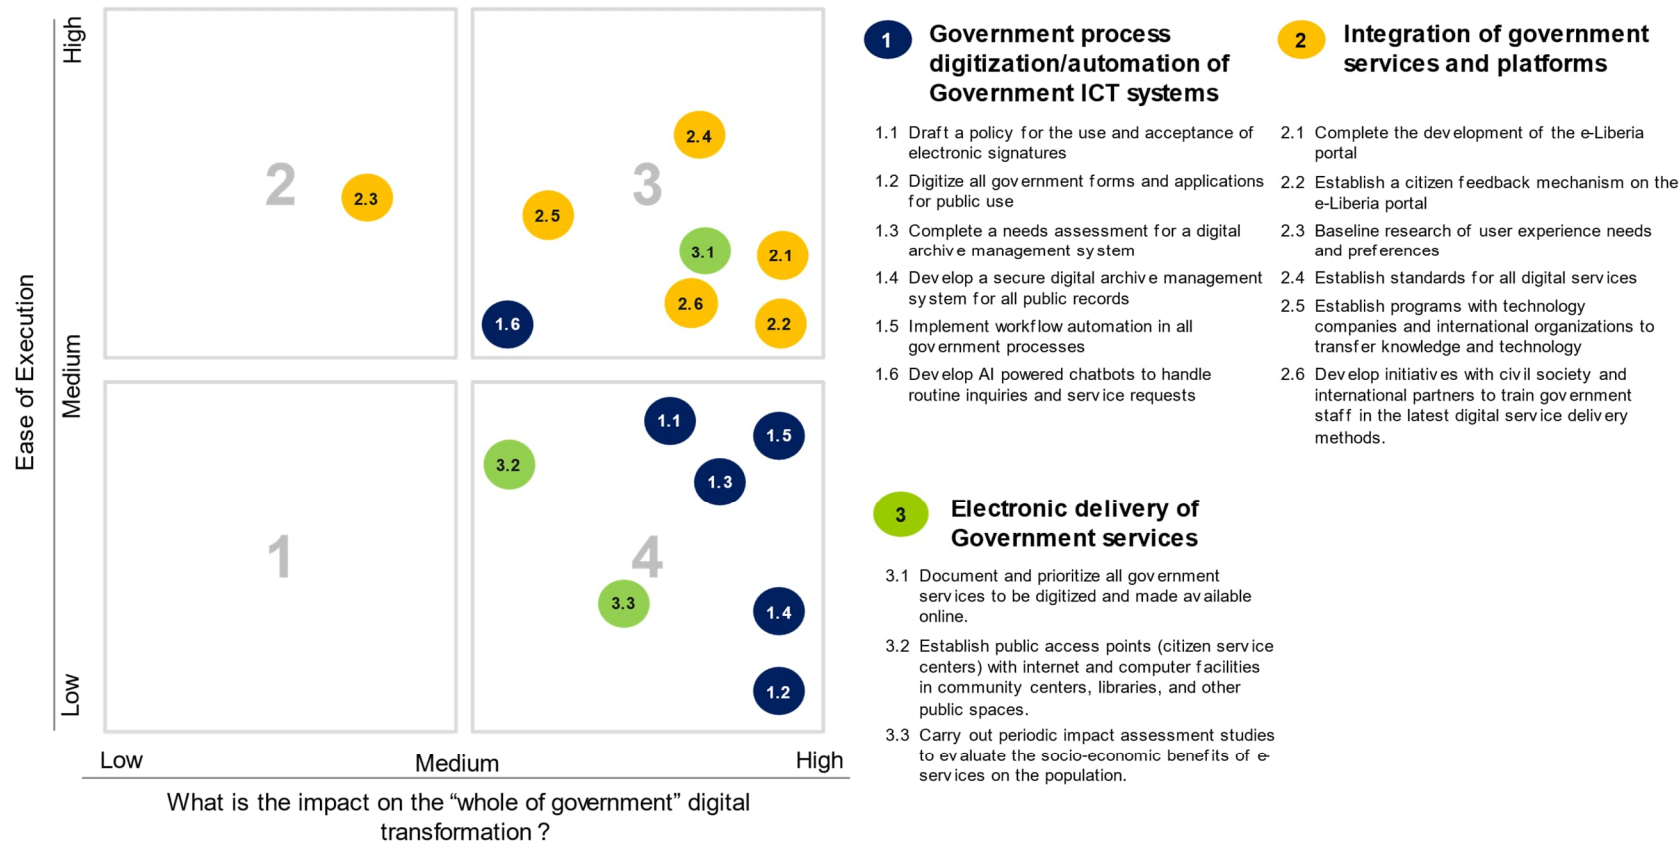 High
Medium
Low
Ease of Execution
2
3
1
4
2.4
2.3
2.5
3.1
2.1
2.6
2.2
1.6
1.1
1.5
3.2
1.3
3.3
1.4
1.2
Low
Medium
High
What is the impact on the “whole of government” digital
transformation ?
1
Government process
digitization/automation of
Government ICT systems
1.1 Draft a policy for the use and acceptance of
electronic signatures
1.2 Digitize all government forms and applications
for public use
1.3 Complete a needs assessment for a digital
archive management system
1.4 Develop a secure digital archive management
system for all public records
1.5 Implement workflow automation in all
government processes
1.6 Develop AI powered chatbots to handle
routine inquiries and service requests
2
Integration of government
services and platforms
2.1 Complete the development of the e-Liberia
portal
2.2 Establish a citizen feedback mechanism on the
e-Liberia portal
2.3 Baseline research of user experience needs
and preferences
2.4 Establish standards for all digital services
2.5 Establish programs with technology
companies and international organizations to
transfer knowledge and technology
2.6 Develop initiatives with civil society and
international partners to train government
staff in the latest digital service delivery
methods.
3
Electronic delivery of
Government services
3.1 Document and prioritize all government
services to be digitized and made available
online.
3.2 Establish public access points (citizen service
centers) with internet and computer facilities
in community centers, libraries, and other
public spaces.
3.3 Carry out periodic impact assessment studies
to evaluate the socio-economic benefits of e-
services on the population.